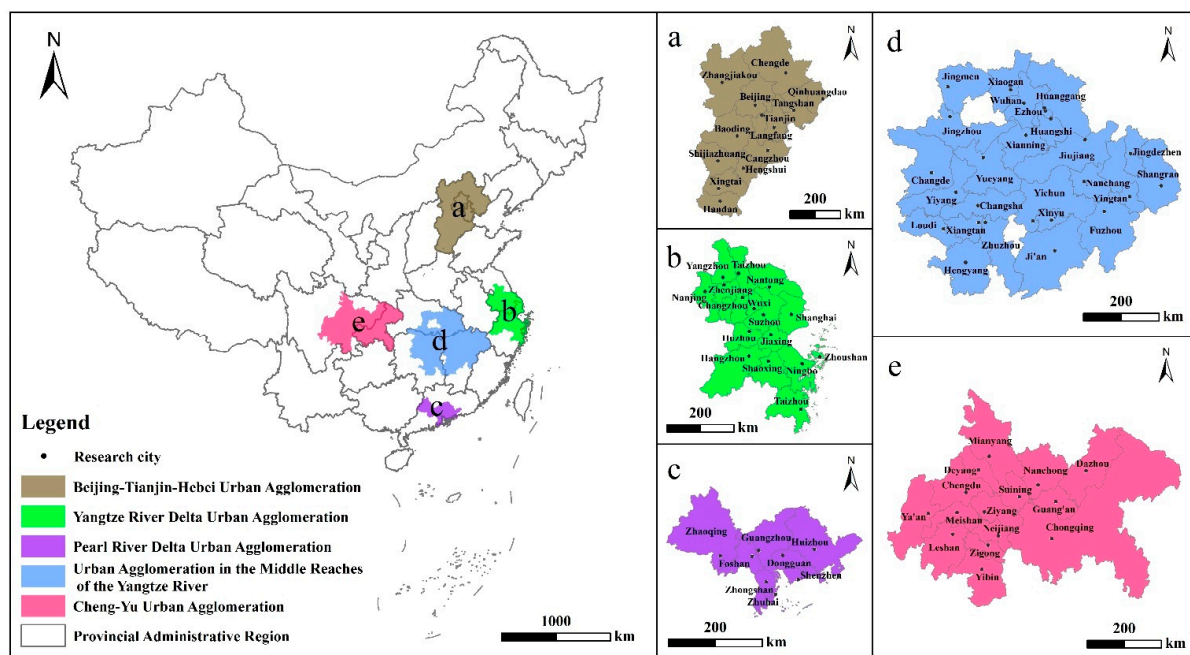 N
a
b
c
d
e
Legend
Research city
Beijing-Tianjin-Hebei Urban Agglomeration
Yangtze River Delta Urban Agglomeration
Pearl River Delta Urban Agglomeration
Urban Agglomeration in the Middle Reaches
of the Yangtze River
Cheng-Yu Urban Agglomeration
Provincial Administrative Region
1000
km
a
N
Chengde
Zhangjiakou
Qinhuangdao
Beijing
Tangshan
Tianjin
Langfang
Baoding
Shijiazhuang
Cangzhou
Hengshui
Xingtai
Handan
200
km
b
N
Yangzhou
Taizhou
Zhenjiang
Nantong
Nanjing
Changzhou
Wuxi
Suzhou
Shanghai
Huzhou
Jiaxing
Hangzhou
Zhoushan
Shaoxing
Ningbo
Taizhou
200
km
c
N
Zhaoqing
Guangzhou
Huizhou
Foshan
Dongguan
Shenzhen
Zhongshan
Zhuhai
200
km
d
N
Jingmen
Xiaogan
Wuhan
Huanggang
Ezhou
Jingzhou
Huangshi
Xianning
Jiujiang
Jingdezhen
Changde
Yueyang
Nanchang
Shangrao
Yiyang
Yichun
Yingtan
Changsha
Xinyu
Loudi
Xiangtan
Fuzhou
Zhuzhou
Ji'an
Hengyang
200
km
e
N
Mianyang
Deyang
Nanchong
Dazhou
Chengdu
Suining
Guang'an
Ya'an
Meishan
Ziyang
Neijiang
Chongqing
Leshan
Zigong
Yibin
200
km